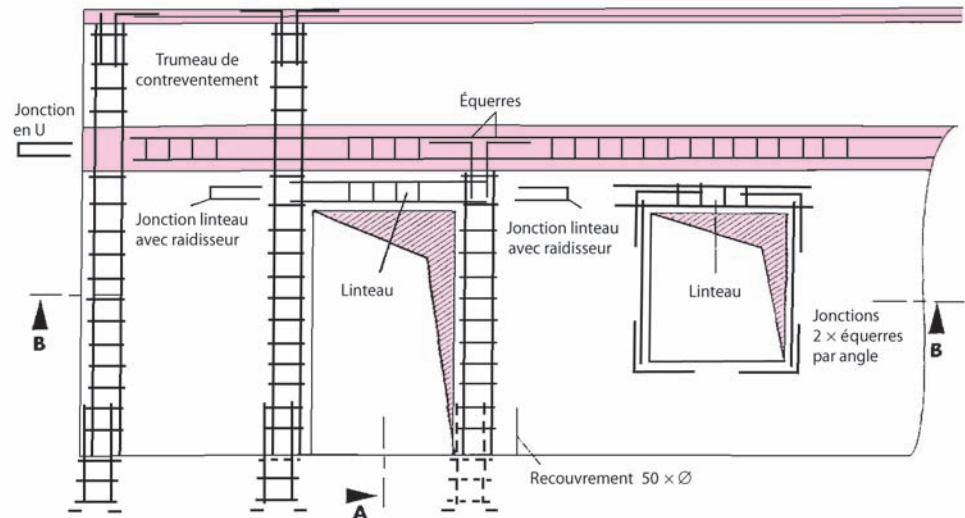 Trumeau de
contreventement
Jonction
en U
Équerres
Jonction linteau
avec raidisseur
Jonction linteau
avec raidisseur
Linteau
Linteau
Jonctions
2 × équerres
par angle
B
B
Recouvrement 50 × Ø
A